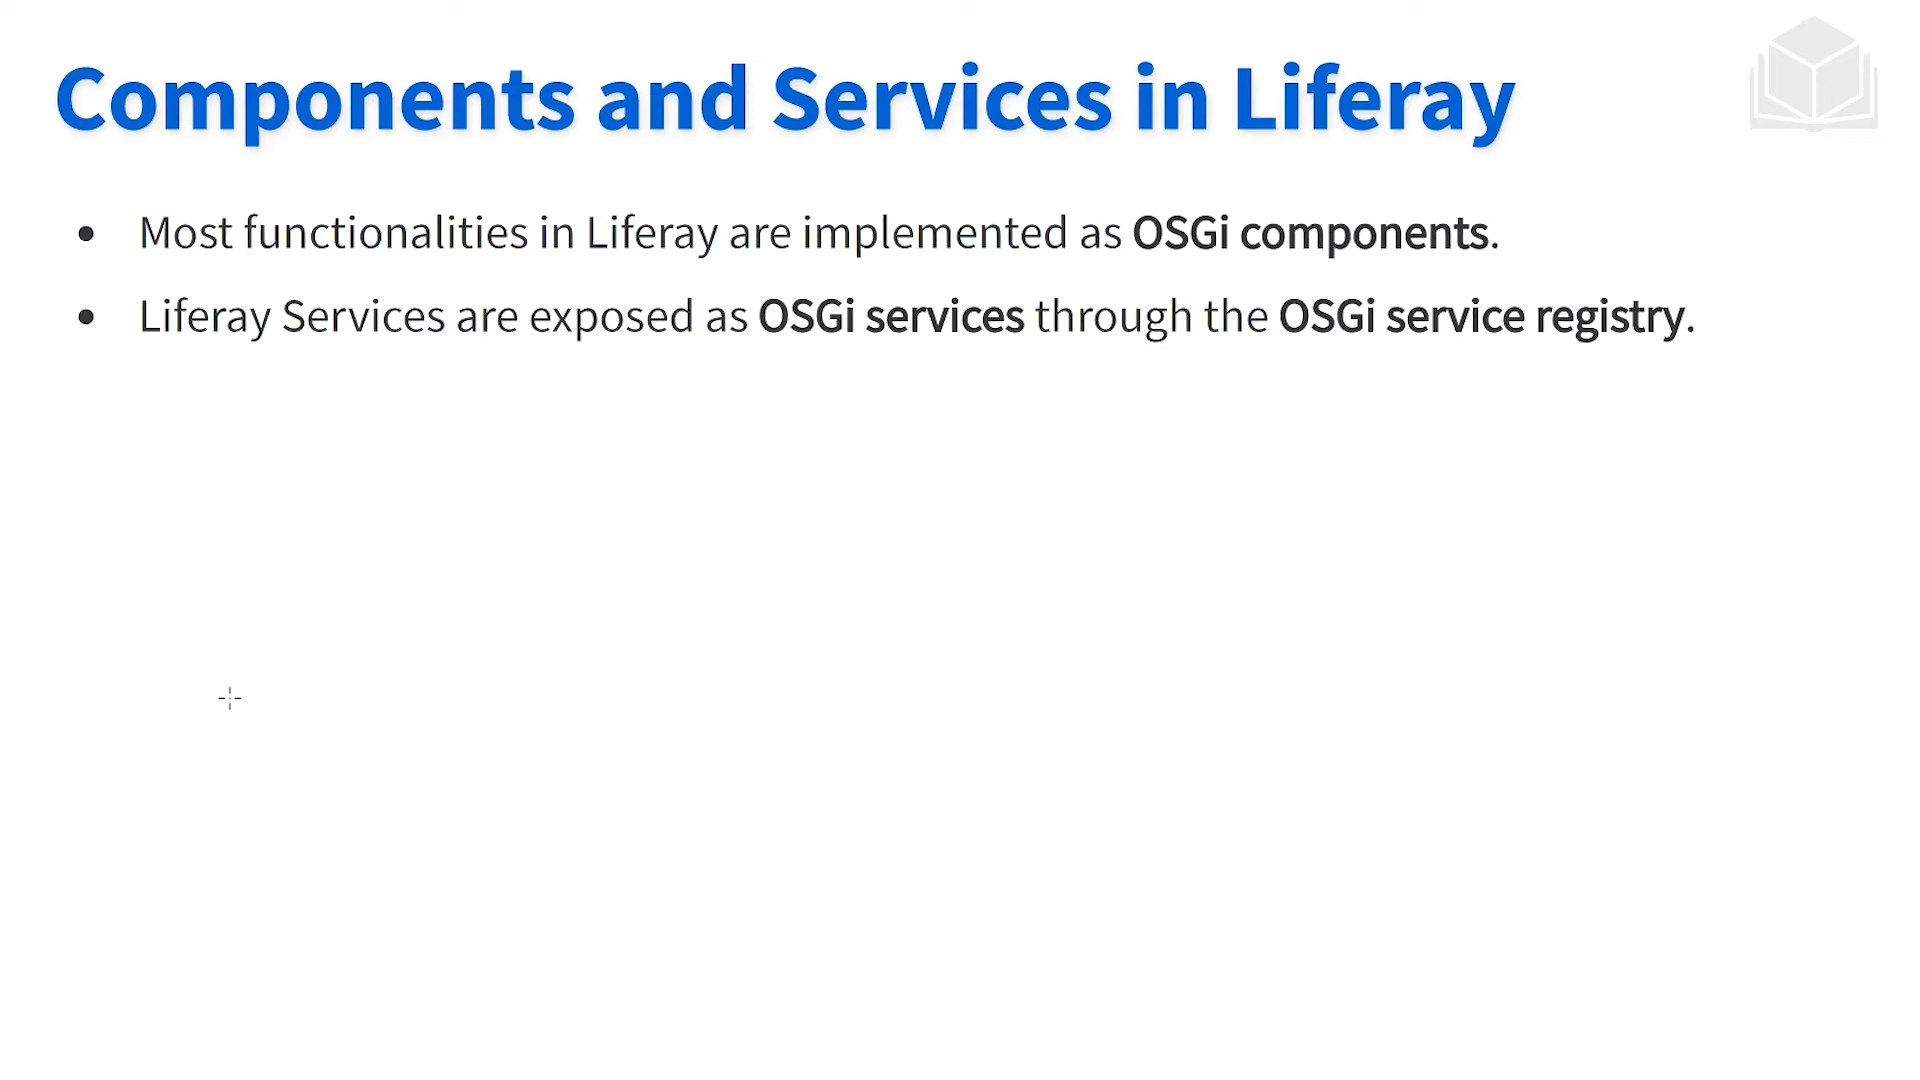 Components and Services in Liferay
• Most functionalities in Liferay are implemented as OSGi components.
• Liferay Services are exposed as OSGi services through the OSGi service registry.